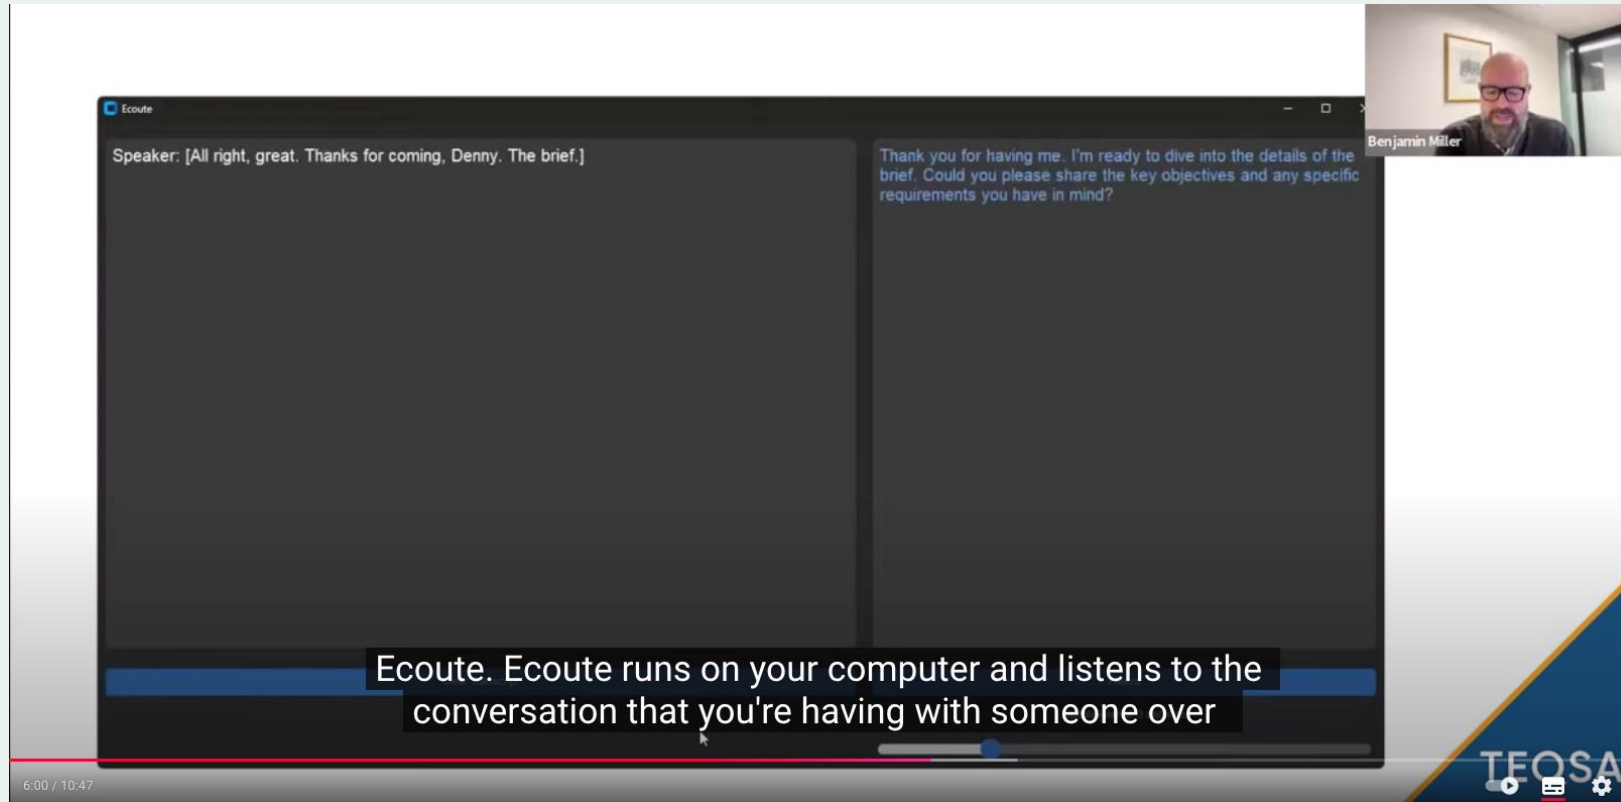 Ecoute
Speaker: [All right, great. Thanks for coming, Denny. The brief.]
Thank you for having me. I'm ready to dive into the details of the
brief. Could you please share the key objectives and any specific
requirements you have in mind?
Benjamin Miller
Ecoute. Ecoute runs on your computer and listens to the
conversation that you're having with someone over
6:00 / 10:47
TEQSA